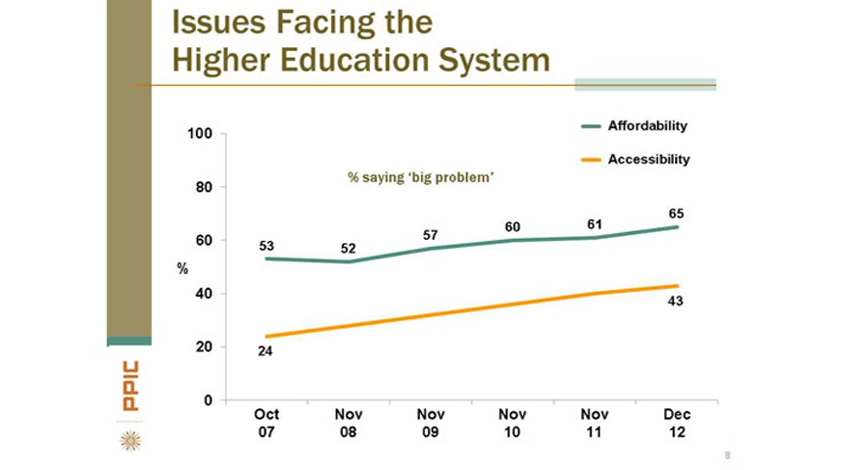 Issues Facing the
Higher Education System
100
80
60
40
20
0
%
% saying ‘big problem’
Affordability
Accessibility
53
52
57
60
61
65
24
43
Oct
07
Nov
08
Nov
09
Nov
10
Nov
11
Dec
12
PPIC
8